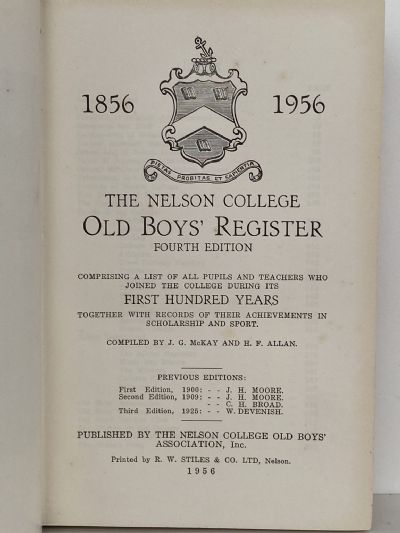 1856 1956
PIETAS PROBITAS ET SAPIENTIA
THE NELSON COLLEGE
OLD BOYS' REGISTER
FOURTH EDITION
COMPRISING A LIST OF ALL PUPILS AND TEACHERS WHO
JOINED THE COLLEGE DURING ITS
FIRST HUNDRED YEARS
TOGETHER WITH RECORDS OF THEIR ACHIEVEMENTS IN
SCHOLARSHIP AND SPORT.
COMPILED BY J. G. McKAY AND H. F. ALLAN.
PREVIOUS EDITIONS:
First Edition, 1900: - - J. H. MOORE.
Second Edition, 1909: - - J. H. MOORE.
- - C. H. BROAD.
Third Edition, 1925: - - W. DEVENISH.
PUBLISHED BY THE NELSON COLLEGE OLD BOYS'
ASSOCIATION, Inc.
Printed by R. W. STILES & CO. LTD, Nelson.
1956